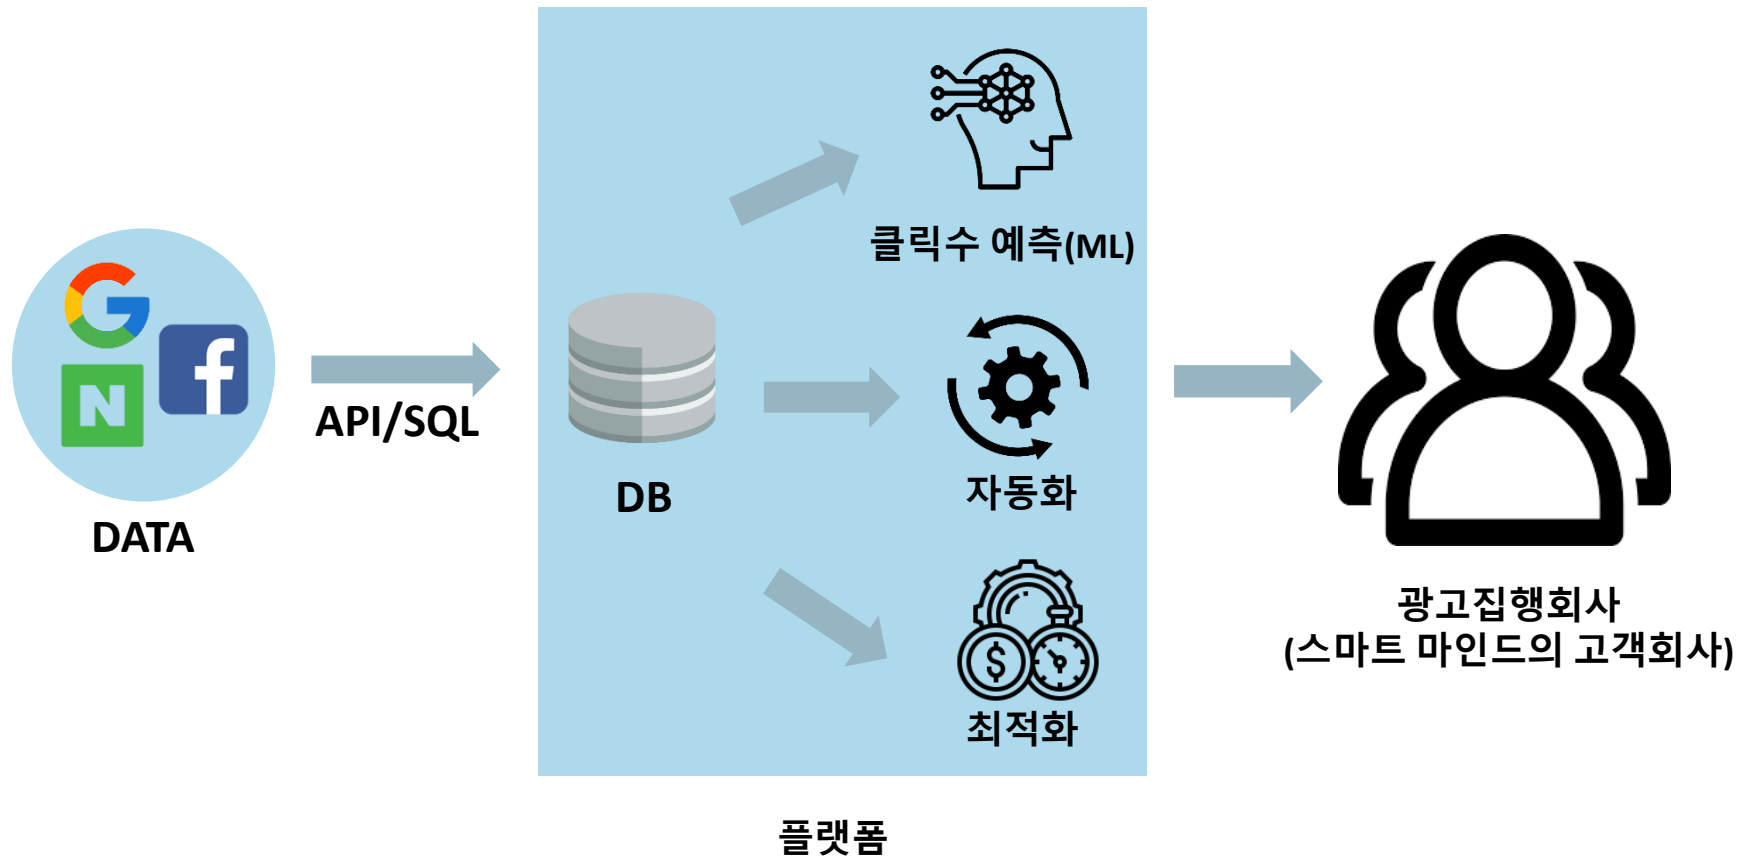 DATA
API/SQL
DB
클릭수 예측(ML)
자동화
최적화
플랫폼
광고집행회사
(스마트 마인드의 고객회사)